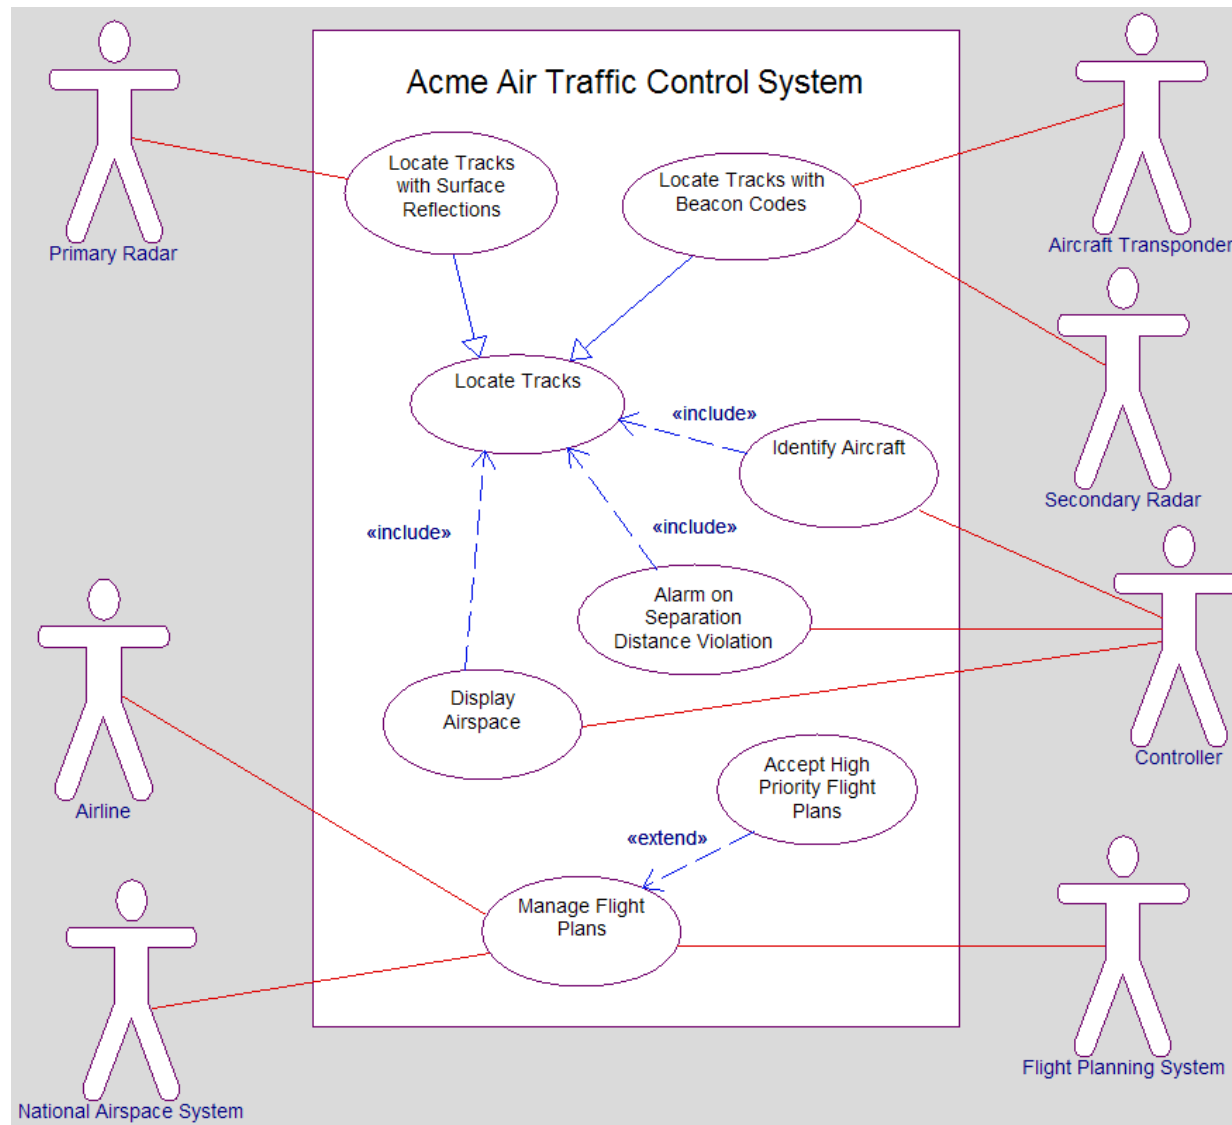 Acme Air Traffic Control System
Locate Tracks
with Surface
Reflections
Locate Tracks with
Beacon Codes
Primary Radar
Aircraft Transponder
Locate Tracks
«include»
Identify Aircraft
Secondary Radar
«include»
«include»
Alarm on
Separation
Distance Violation
Display
Airspace
Controller
Accept High
Priority Flight
Plans
Airline
«extend»
Manage Flight
Plans
Flight Planning System
National Airspace System